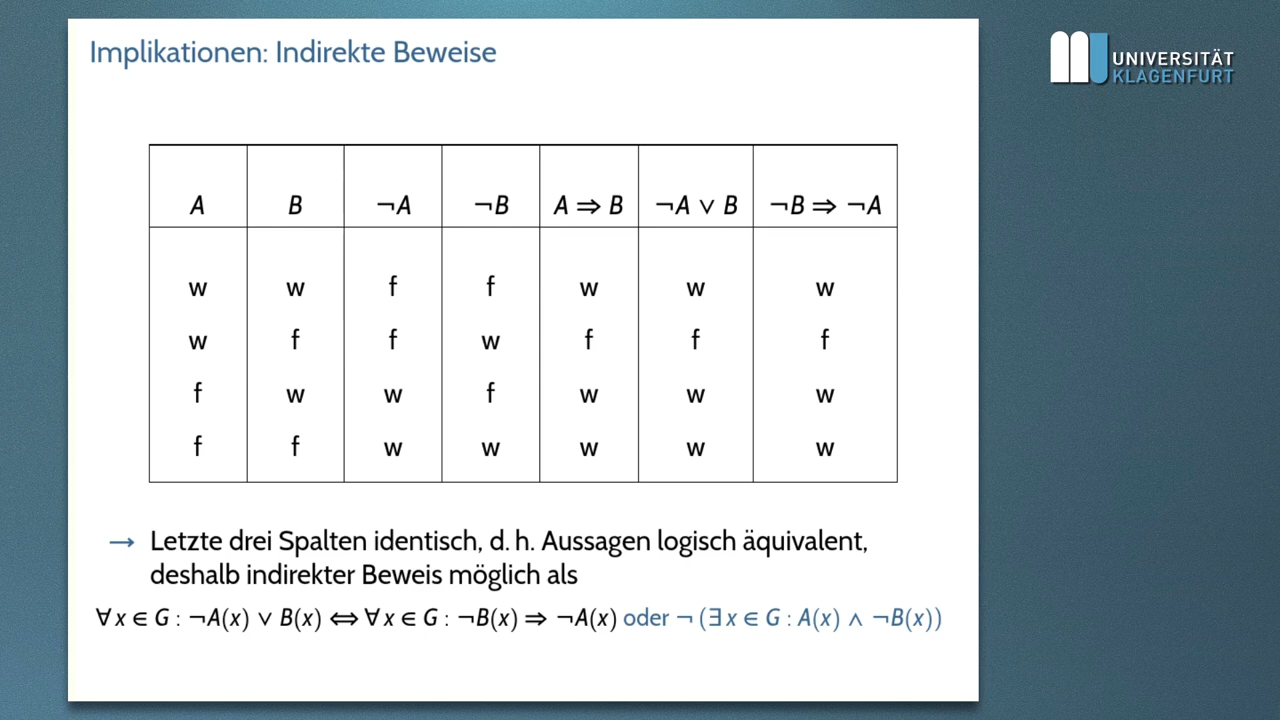 Implikationen: Indirekte Beweise
UNIVERSITÄT
KLAGENFURT
A B ¬A ¬B A ⇒ B ¬A ∨ B ¬B ⇒ ¬A
w w f f w w w
w f f w f f f
f w w f w w w
f f w w w w w
→ Letzte drei Spalten identisch, d. h. Aussagen logisch äquivalent,
deshalb indirekter Beweis möglich als
∀ x ∈ G : ¬A(x) ∨ B(x) ⇔ ∀ x ∈ G : ¬B(x) ⇒ ¬A(x) oder ¬ (∃ x ∈ G : A(x) ∧ ¬B(x))